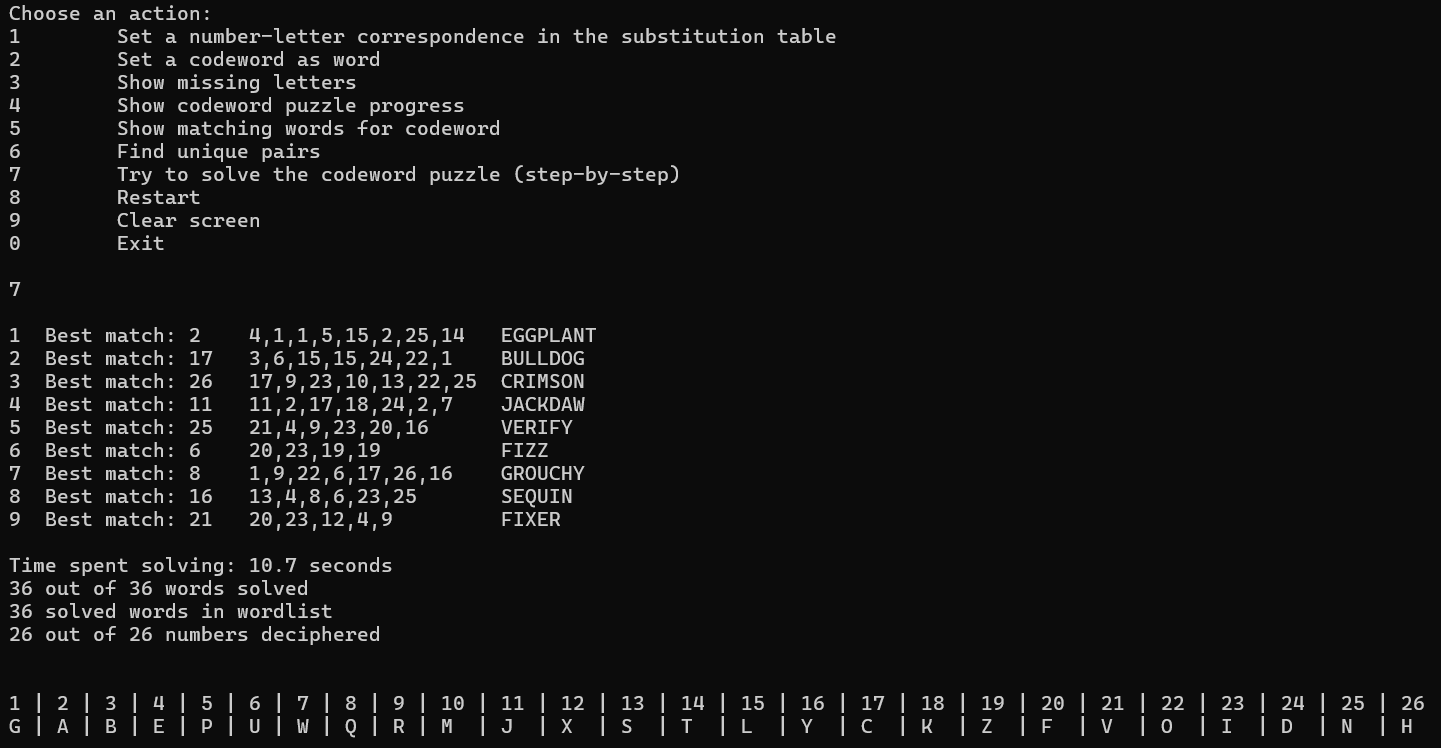 Choose an action:
1 Set a number-letter correspondence in the substitution table
2 Set a codeword as word
3 Show missing letters
4 Show codeword puzzle progress
5 Show matching words for codeword
6 Find unique pairs
7 Try to solve the codeword puzzle (step-by-step)
8 Restart
9 Clear screen
0 Exit
7
1 Best match: 2 4,1,1,5,15,2,25,14 EGGPLANT
2 Best match: 17 3,6,15,15,24,22,1 BULLDOG
3 Best match: 26 17,9,23,10,13,22,25 CRIMSON
4 Best match: 11 11,2,17,18,24,2,7 JACKDAW
5 Best match: 25 21,4,9,23,20,16 VERIFY
6 Best match: 6 20,23,19,19 FIZZ
7 Best match: 8 1,9,22,6,17,26,16 GROUCHY
8 Best match: 16 13,4,8,6,23,25 SEQUIN
9 Best match: 21 20,23,12,4,9 FIXER
Time spent solving: 10.7 seconds
36 out of 36 words solved
36 solved words in wordlist
26 out of 26 numbers deciphered
1 | 2 | 3 | 4 | 5 | 6 | 7 | 8 | 9 | 10 | 11 | 12 | 13 | 14 | 15 | 16 | 17 | 18 | 19 | 20 | 21 | 22 | 23 | 24 | 25 | 26
G | A | B | E | P | U | W | Q | R | M | J | X | S | T | L | Y | C | K | Z | F | V | O | I | D | N | H